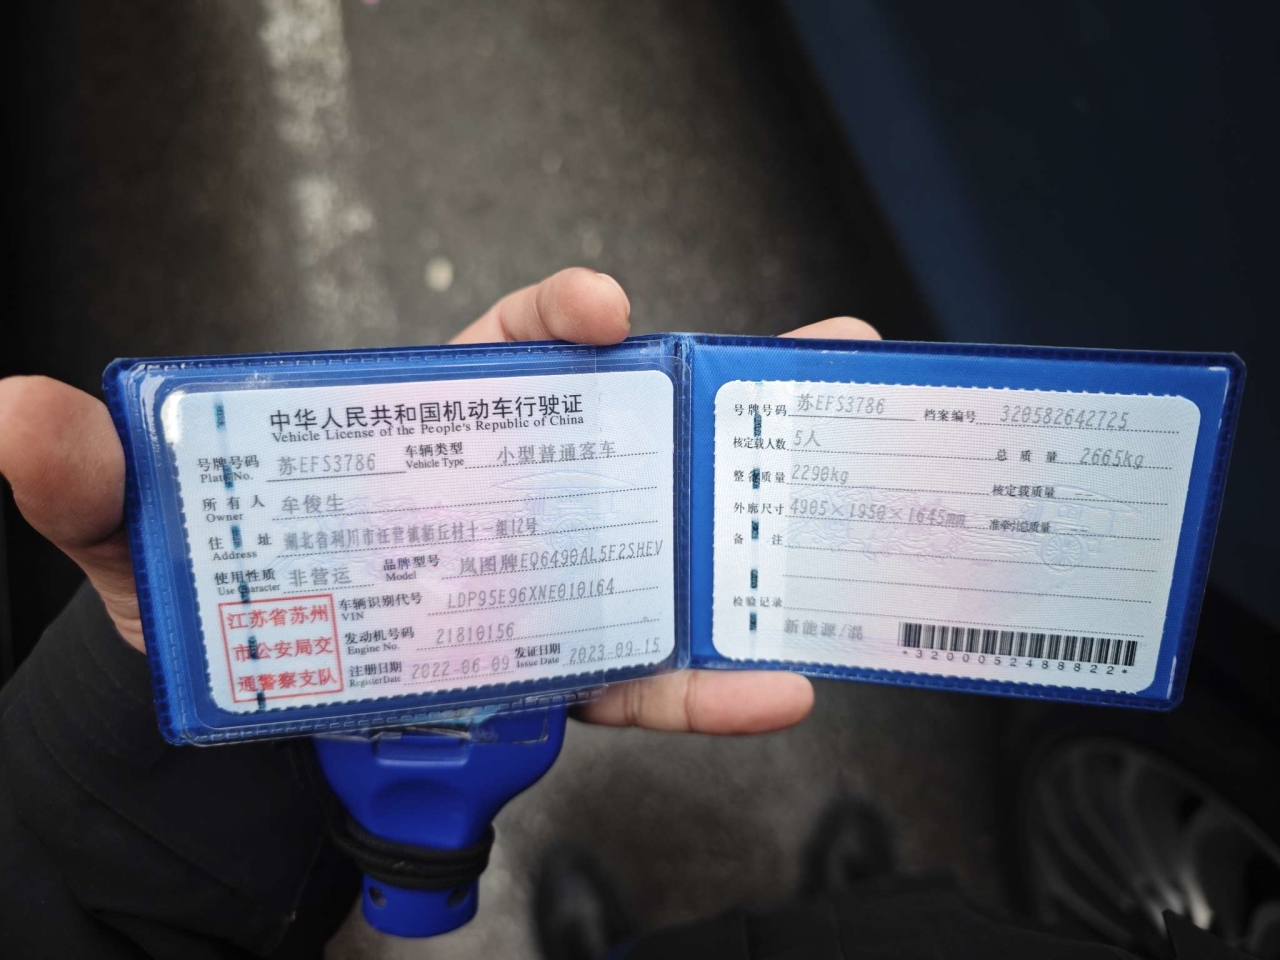 中华人民共和国机动车行驶证
Vehicle License of the People's Republic of China
号牌号码 苏EFS3786 车辆类型 小型普通客车
Plate No. Vehicle Type
所有人 牟俊生
Owner
住址 湖北省利川市汪营镇新丘村十一组12号
Address
使用性质 非营运 品牌型号 岚图牌EQ6490AL5F2SHEV
Use Character Model
车辆识别代号 LDP95E96XNE010164
VIN
发动机号码 21810156
Engine No.
注册日期 2022-06-09 发证日期 2023-09-15
Register Date Issue Date
江苏省苏州
市公安局交
通警察支队
号牌号码 苏EFS3786 档案编号 320582642725
核定载人数 5人 总质量 2665kg
整备质量 2290kg 核定载质量 --
外廓尺寸 4905×1950×1645mm 准牵引总质量
备注
检验记录
新能源/混
*3200052488822*